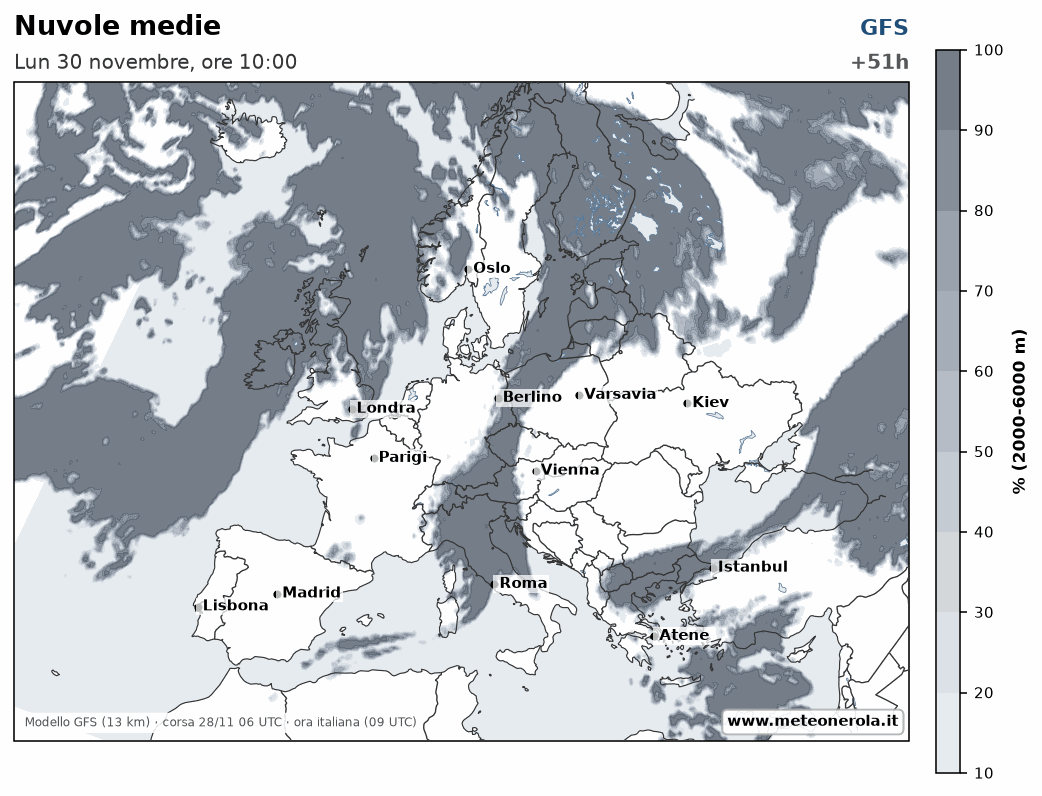 Nuvole medie
GFS
Lun 30 novembre, ore 10:00
+51h
100
90
80
70
60
50
40
30
20
10
% (2000-6000 m)
Oslo
Berlino
Varsavia
Kiev
Londra
Parigi
Vienna
Istanbul
Roma
Madrid
Lisbona
Atene
Modello GFS (13 km) · corsa 28/11 06 UTC · ora italiana (09 UTC)
www.meteonerola.it